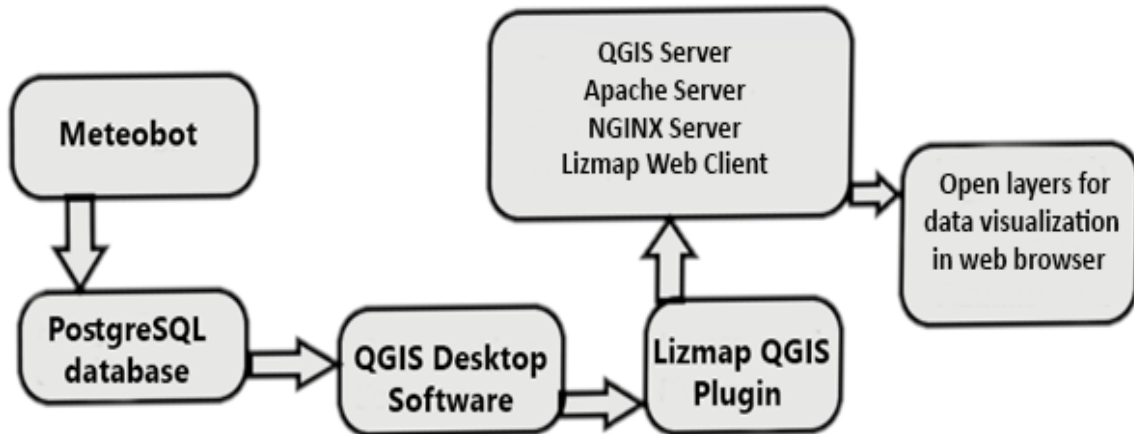 Meteobot
PostgreSQL
database
QGIS Desktop
Software
Lizmap QGIS
Plugin
QGIS Server
Apache Server
NGINX Server
Lizmap Web Client
Open layers for
data visualization
in web browser